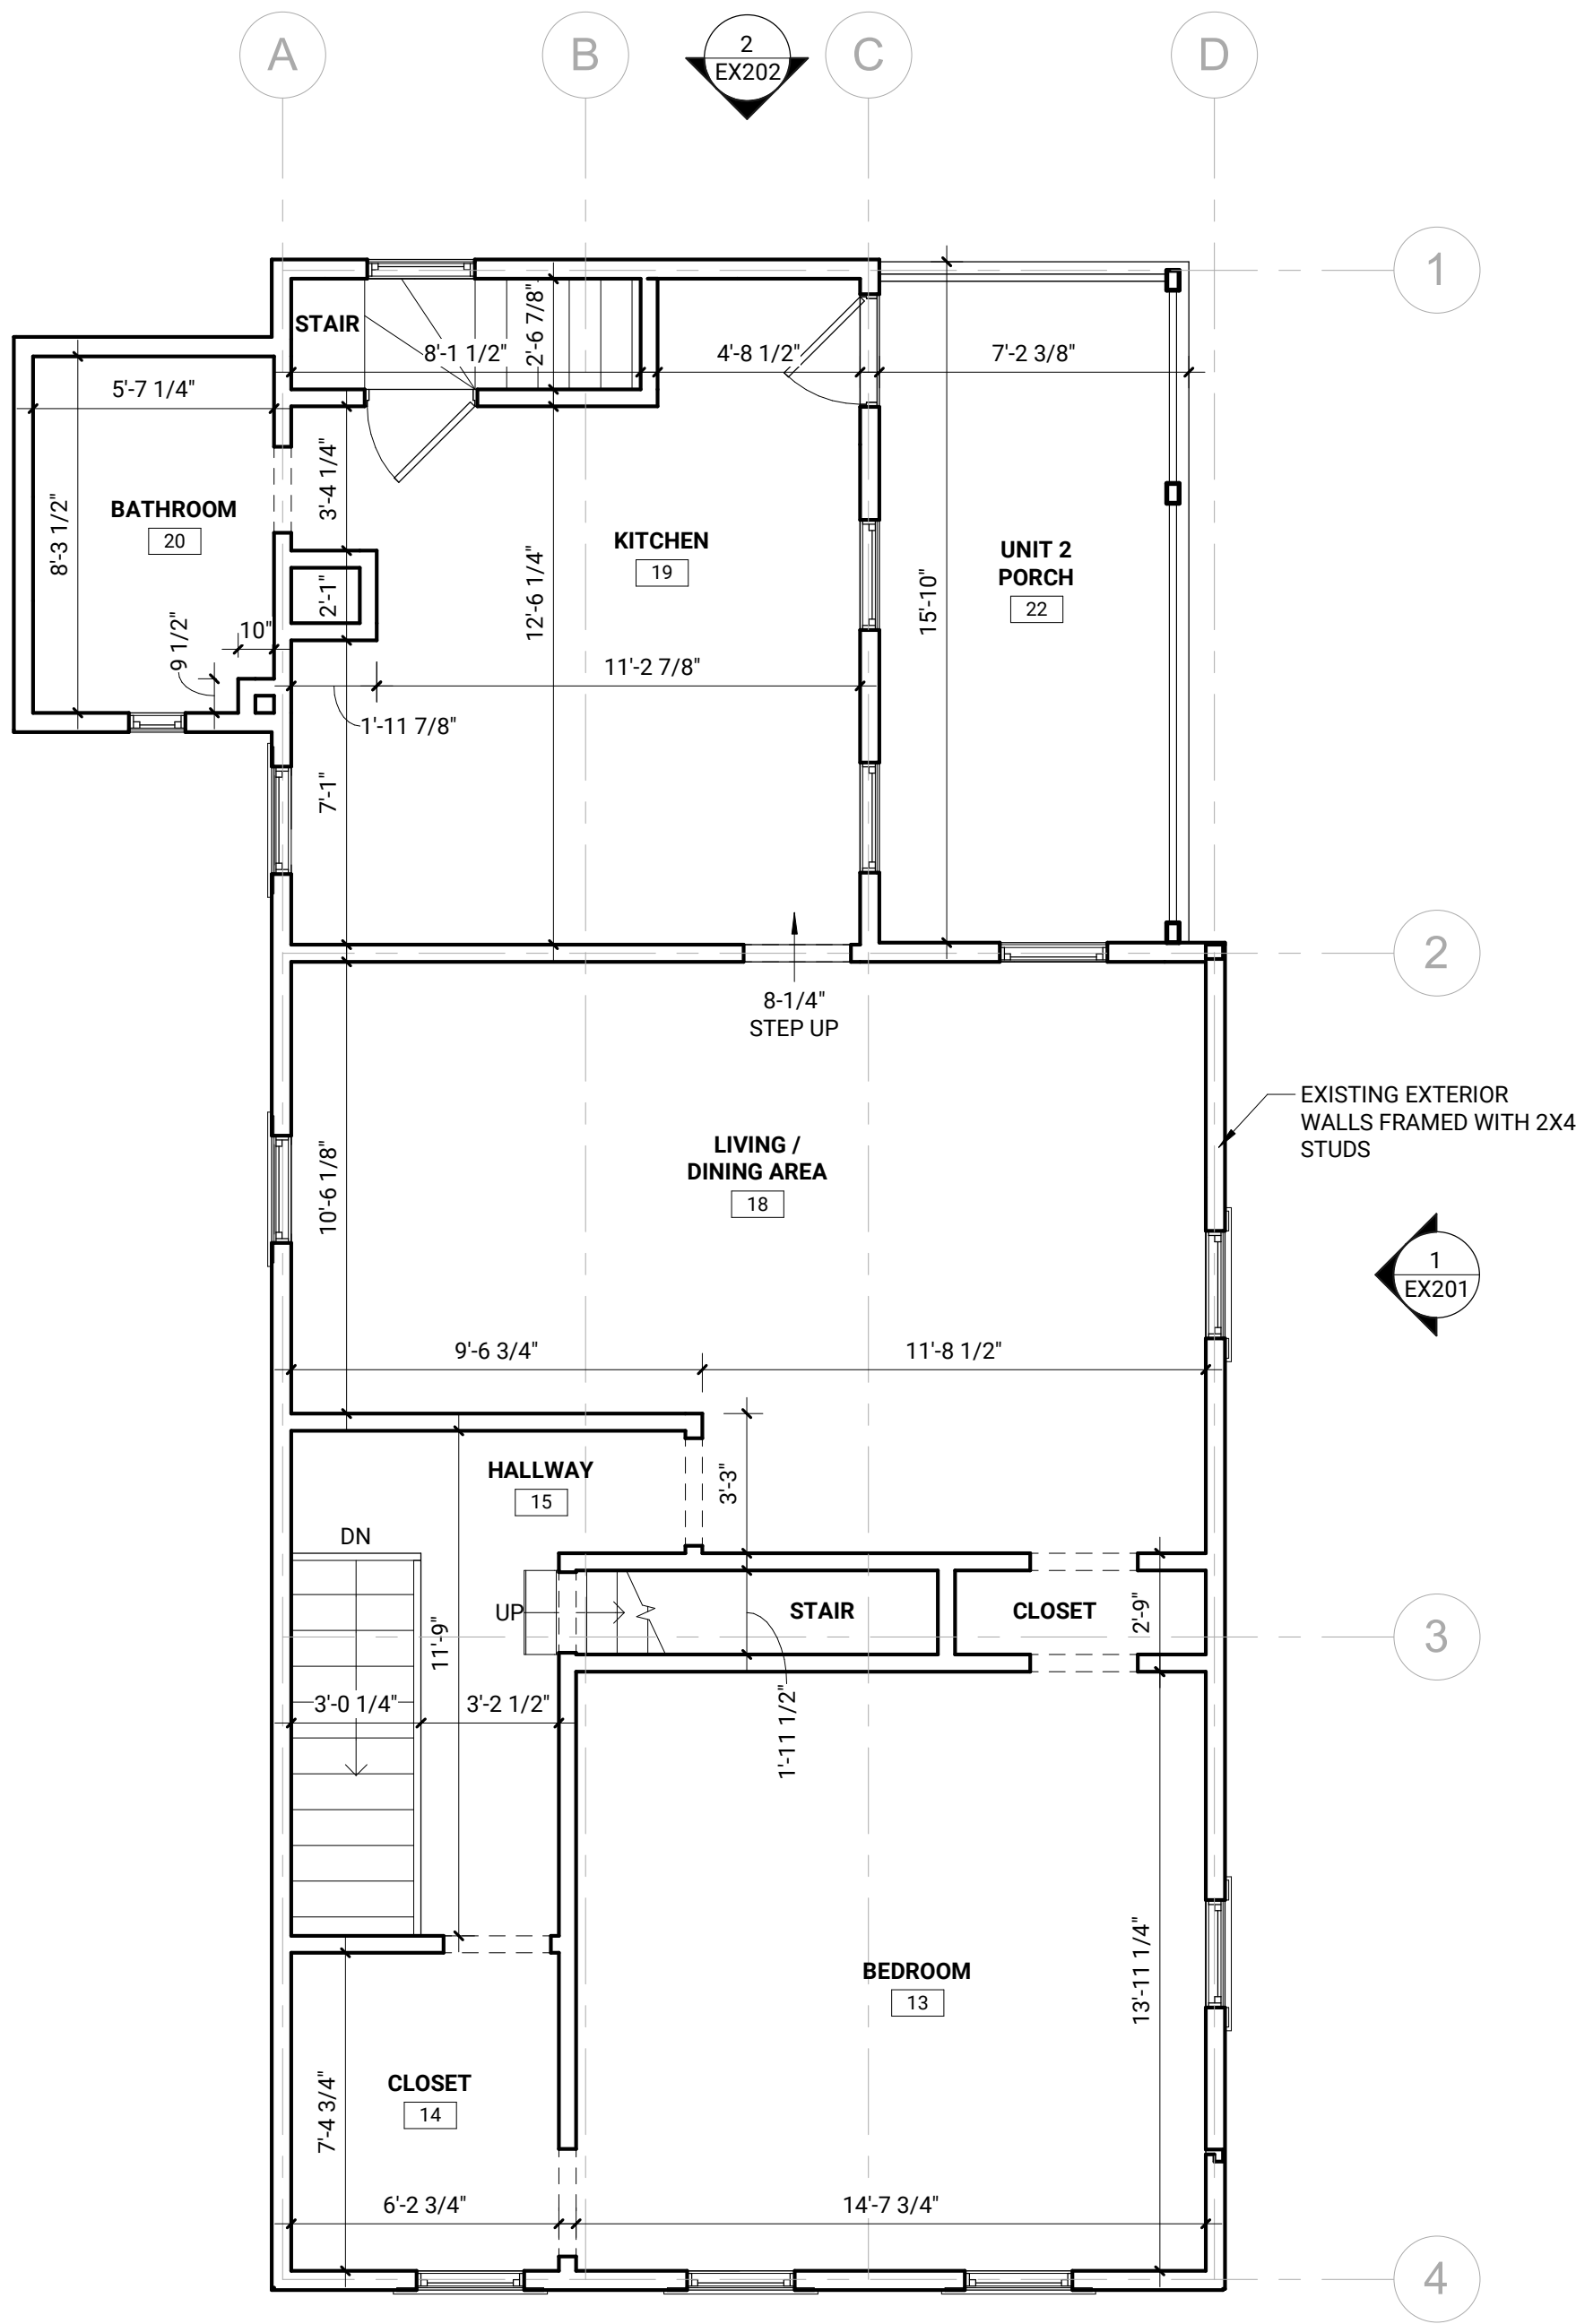 A
B
2
EX202
C
D
1
STAIR
8'-1 1/2"
2'-6 7/8"
4'-8 1/2"
7'-2 3/8"
5'-7 1/4"
3'-4 1/4"
BATHROOM
20
8'-3 1/2"
KITCHEN
19
UNIT 2
PORCH
22
2'-1"
12'-6 1/4"
15'-10"
10"
9 1/2"
11'-2 7/8"
1'-11 7/8"
7'-1"
2
8-1/4"
STEP UP
EXISTING EXTERIOR
WALLS FRAMED WITH 2X4
STUDS
LIVING /
DINING AREA
18
10'-6 1/8"
1
EX201
9'-6 3/4"
11'-8 1/2"
HALLWAY
15
3'-3"
DN
UP
STAIR
CLOSET
2'-9"
3
11'-9"
3'-0 1/4"
3'-2 1/2"
1'-11 1/2"
BEDROOM
13
13'-11 1/4"
CLOSET
14
7'-4 3/4"
6'-2 3/4"
14'-7 3/4"
4